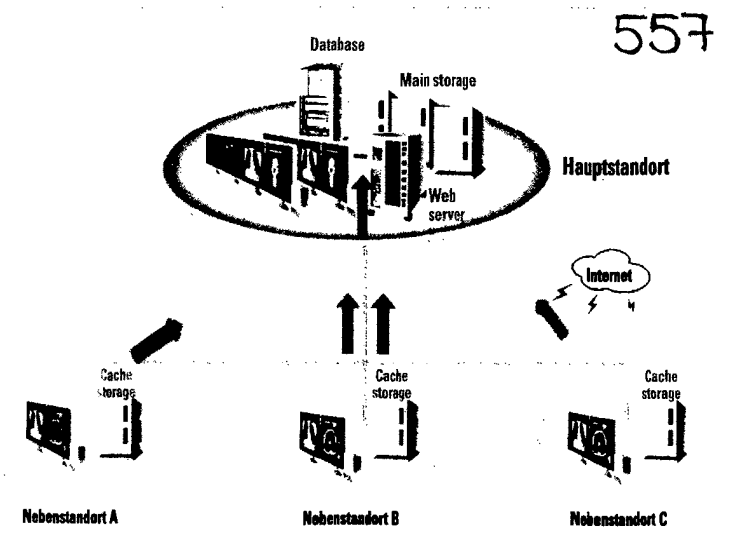 557
Database
Main storage
Hauptstandort
Web
server
Internet
Cache
storage
Cache
storage
Cache
storage
Nebenstandort A
Nebenstandort B
Nebenstandort C